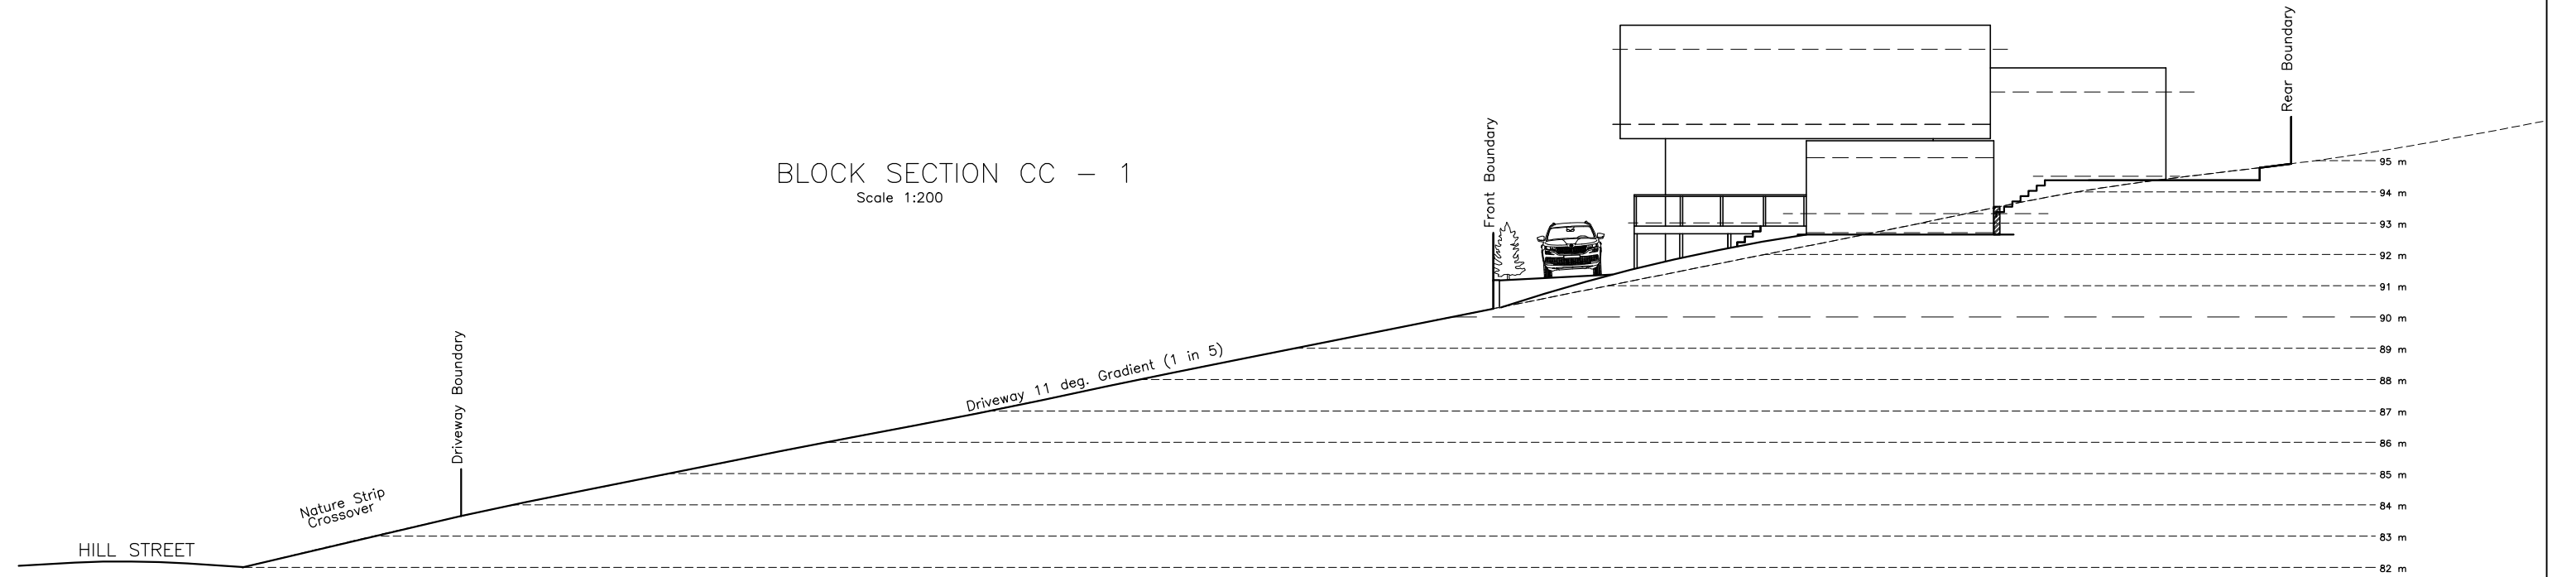 BLOCK SECTION CC - 1
Scale 1:200
Front Boundary
Rear Boundary
Driveway Boundary
Driveway 11 deg. Gradient (1 in 5)
Nature Strip
Crossover
HILL STREET
95 m
94 m
93 m
92 m
91 m
90 m
89 m
88 m
87 m
86 m
85 m
84 m
83 m
82 m